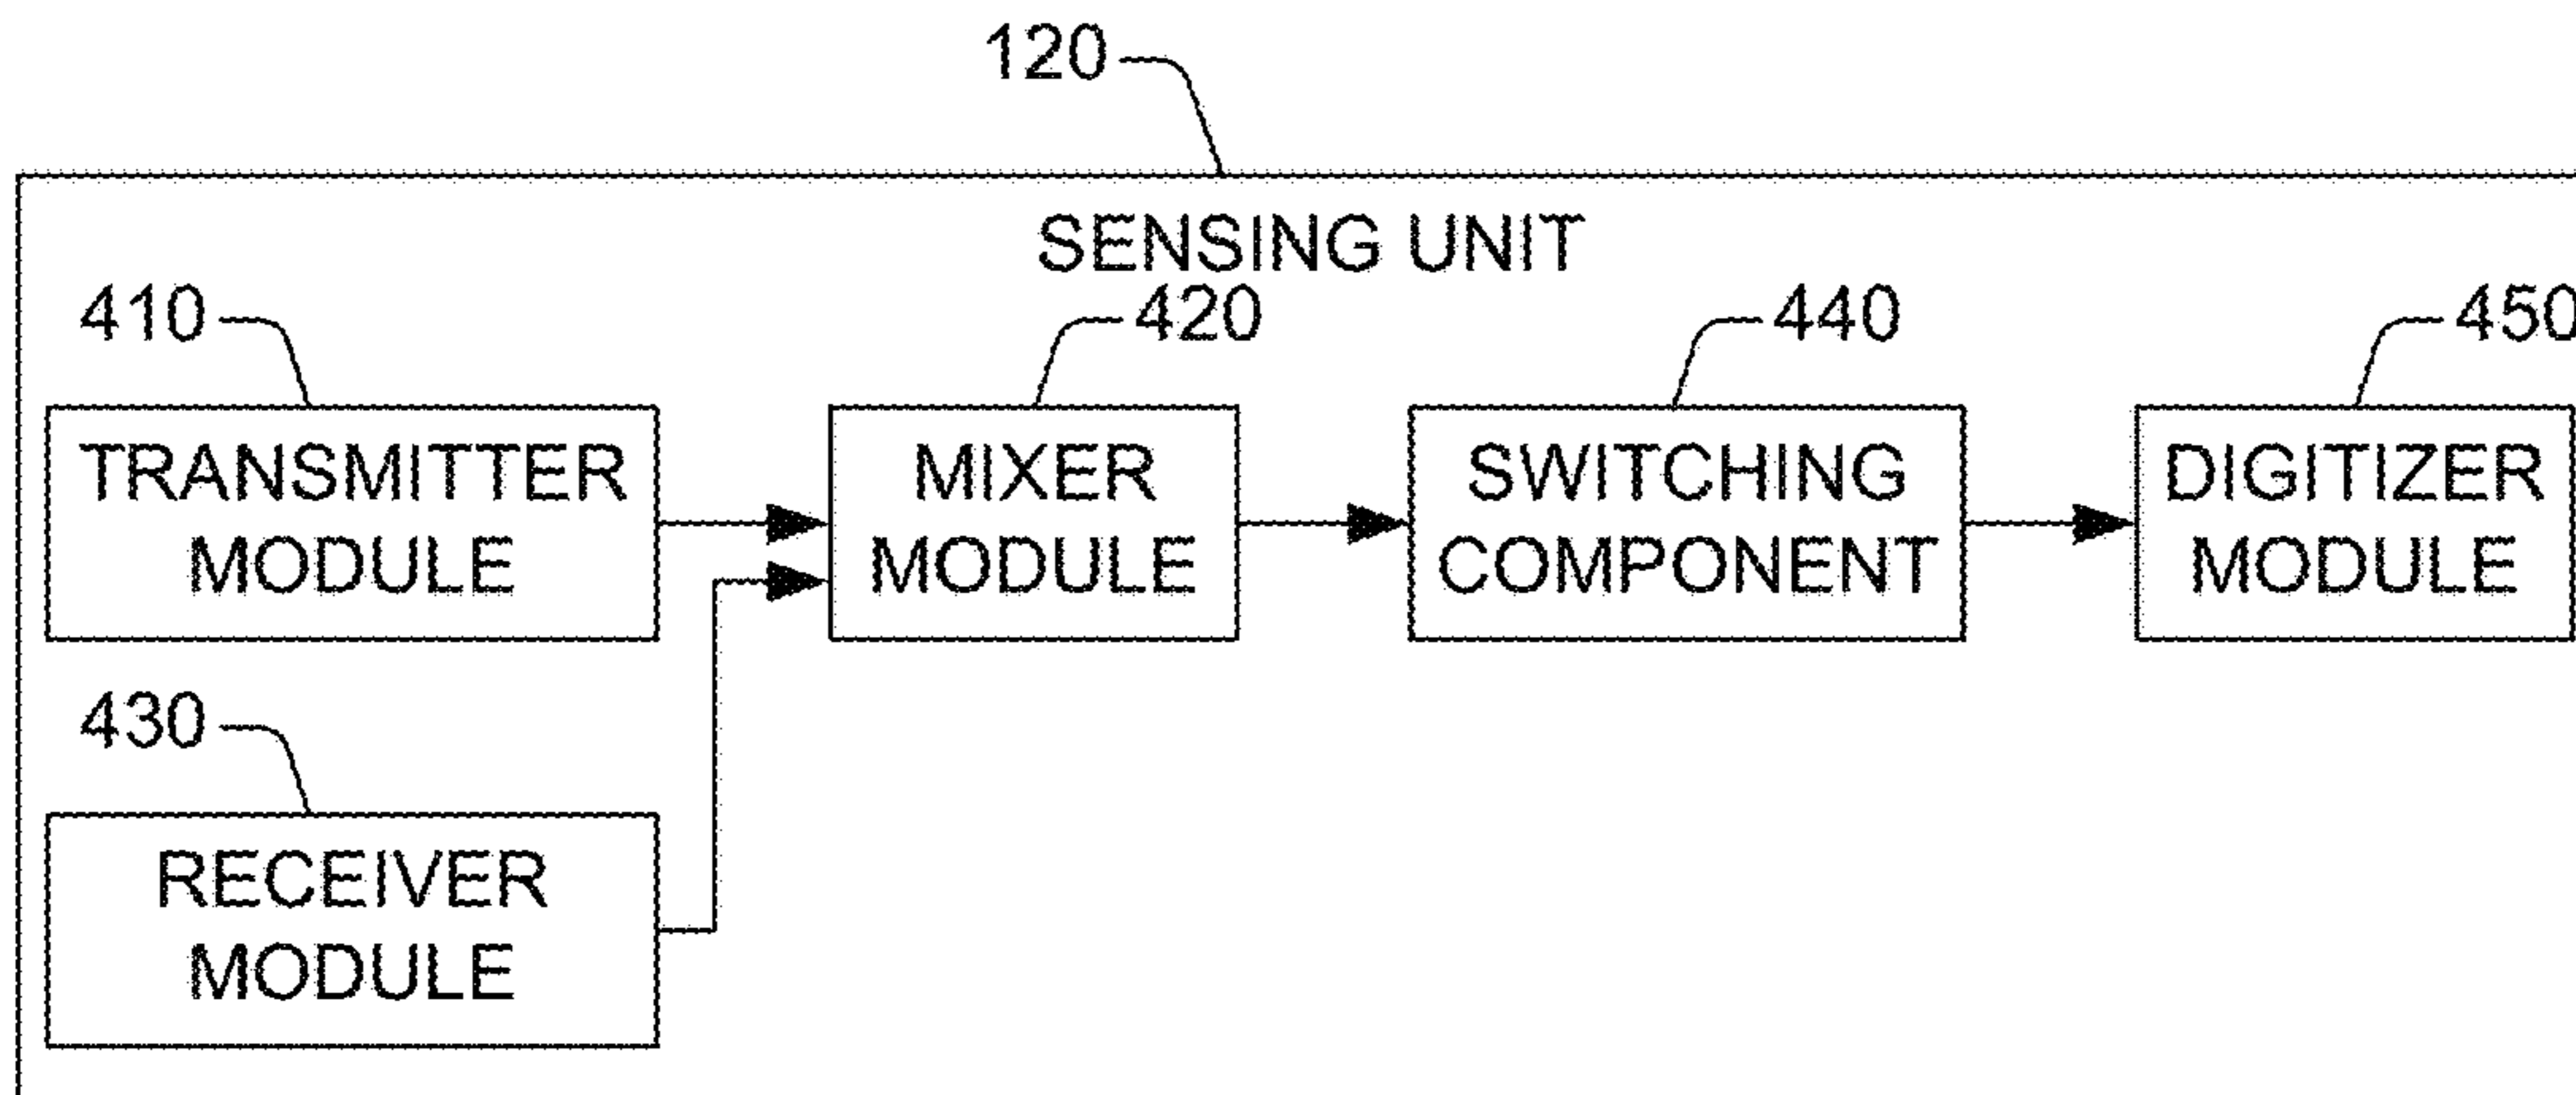 120
SENSING UNIT
410
420
440
450
TRANSMITTER
MODULE
MIXER
MODULE
SWITCHING
COMPONENT
DIGITIZER
MODULE
430
RECEIVER
MODULE